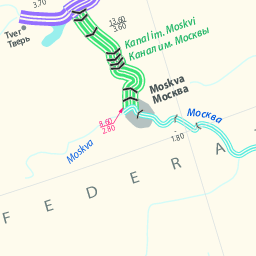 3.70
Tver
Тверь
13.60
3.60
Kanal im. Moskvi
Канал им. Москвы
Moskva
Москва
8.60
2.80
Москва
Moskva
1.80
F E D E R A